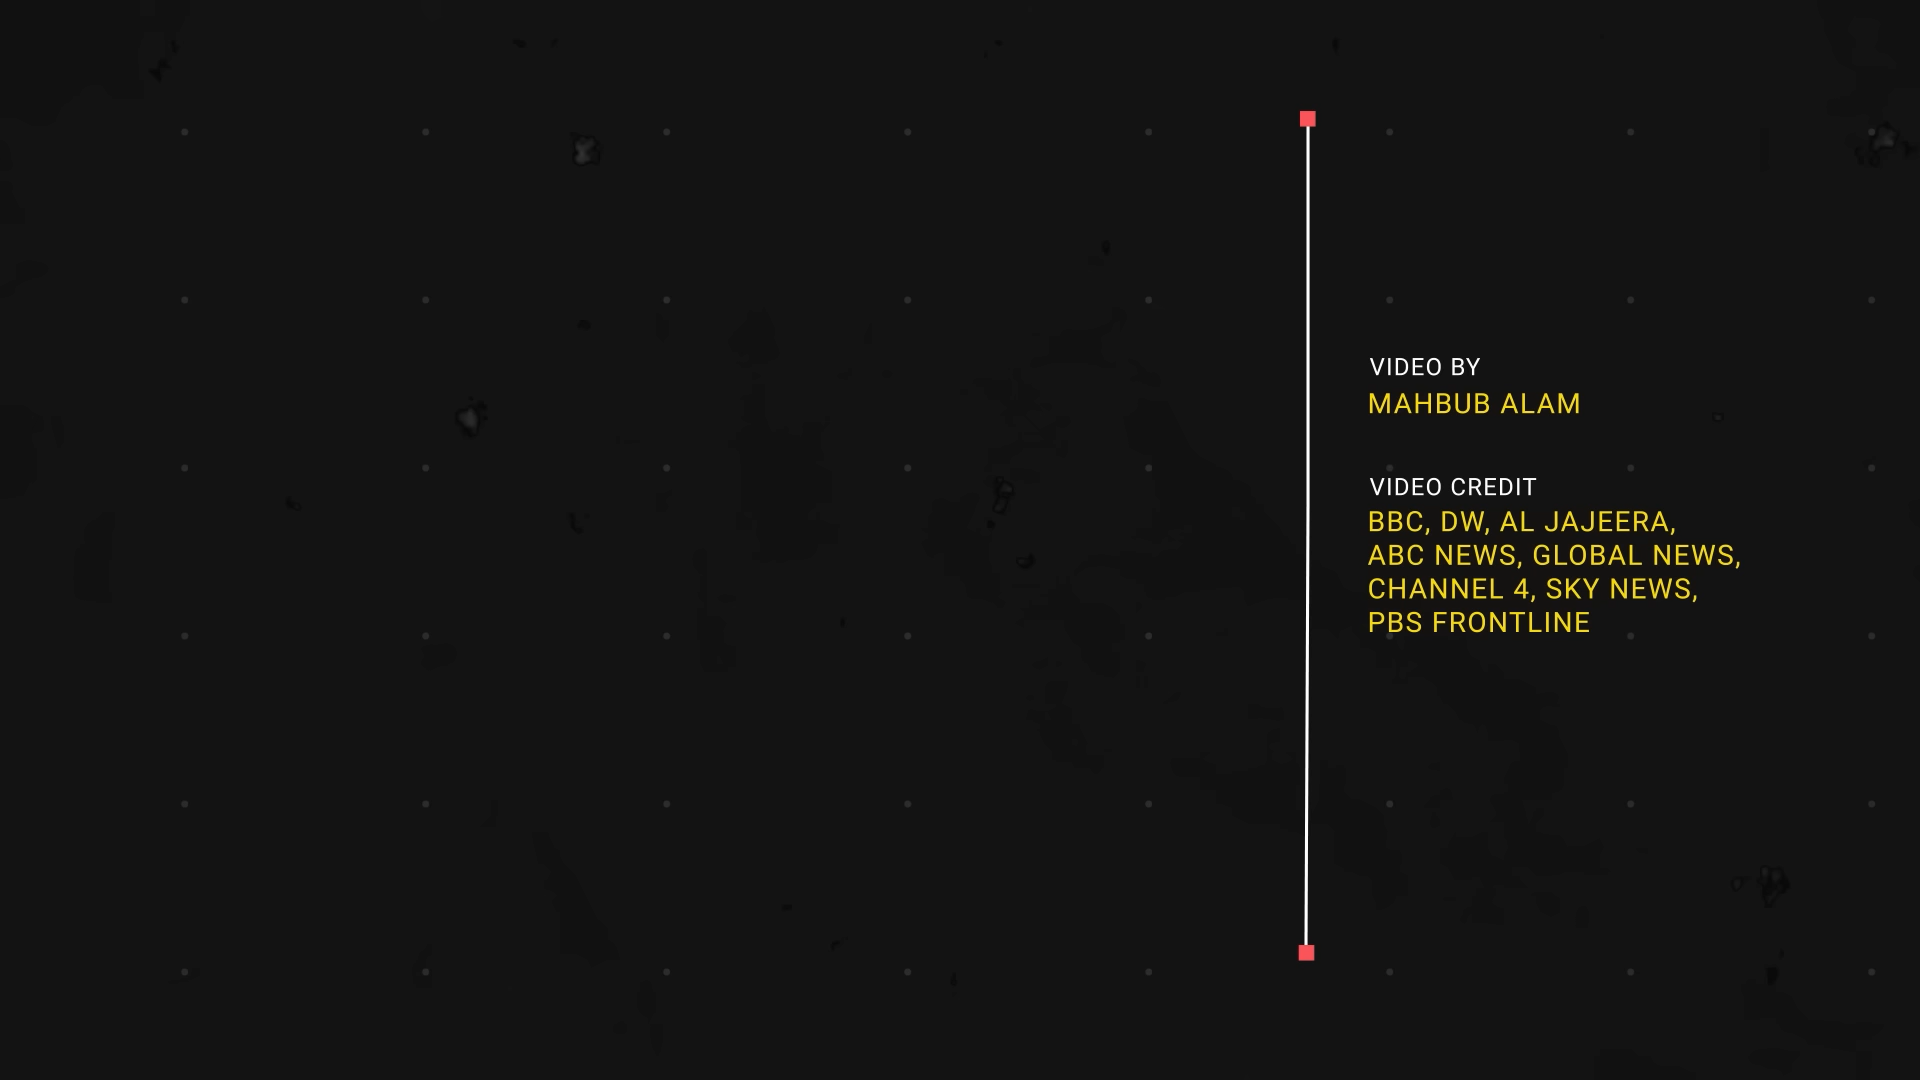 VIDEO BY
MAHBUB ALAM
VIDEO CREDIT
BBC, DW, AL JAJEERA,
ABC NEWS, GLOBAL NEWS,
CHANNEL 4, SKY NEWS,
PBS FRONTLINE